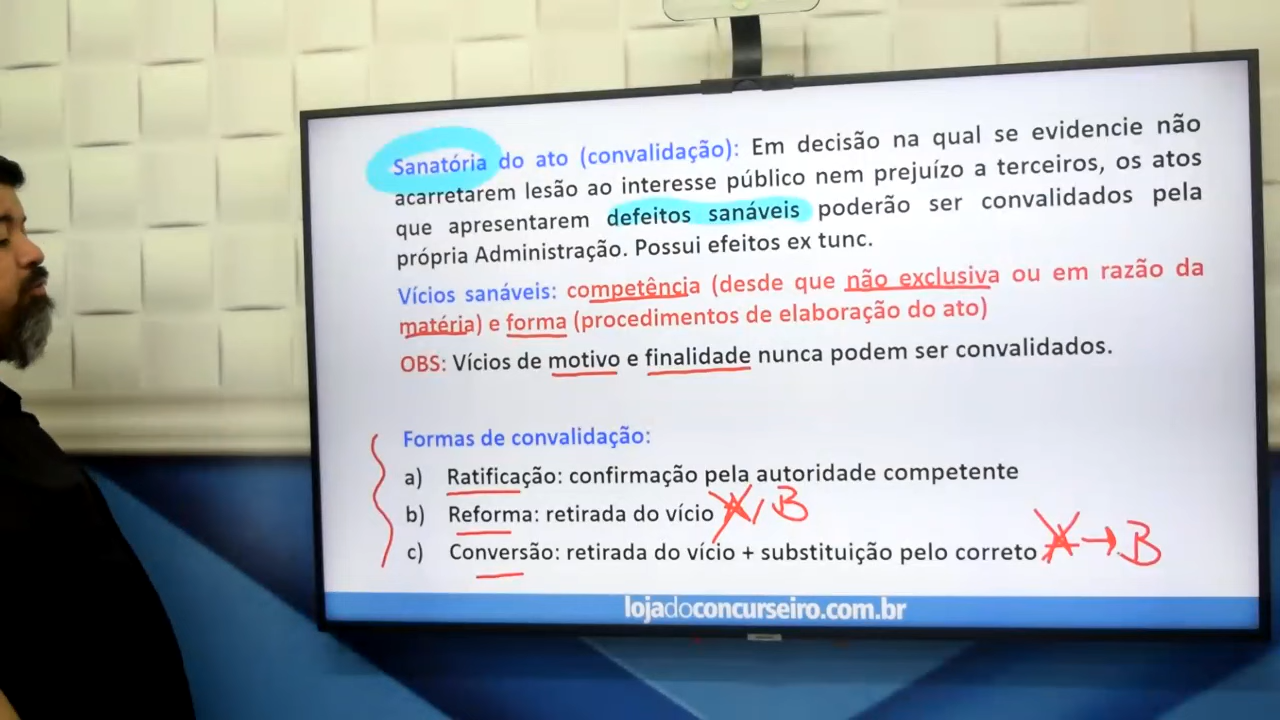 Sanatória do ato (convalidação): Em decisão na qual se evidencie não
acarretarem lesão ao interesse público nem prejuízo a terceiros, os atos
que apresentarem defeitos sanáveis poderão ser convalidados pela
própria Administração. Possui efeitos ex tunc.
Vícios sanáveis: competência (desde que não exclusiva ou em razão da
matéria) e forma (procedimentos de elaboração do ato)
OBS: Vícios de motivo e finalidade nunca podem ser convalidados.
Formas de convalidação:
a) Ratificação: confirmação pela autoridade competente
b) Reforma: retirada do vício A, B
c) Conversão: retirada do vício + substituição pelo correto A → B
lojadoconcurseiro.com.br